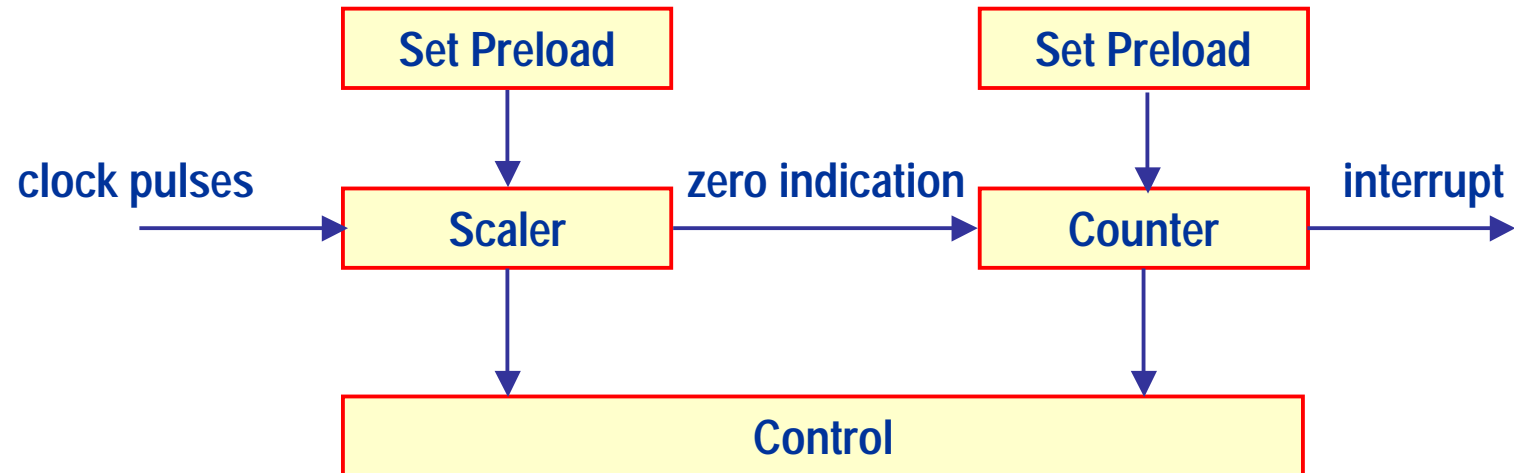 Set Preload
Set Preload
clock pulses
zero indication
interrupt
Scaler
Counter
Control